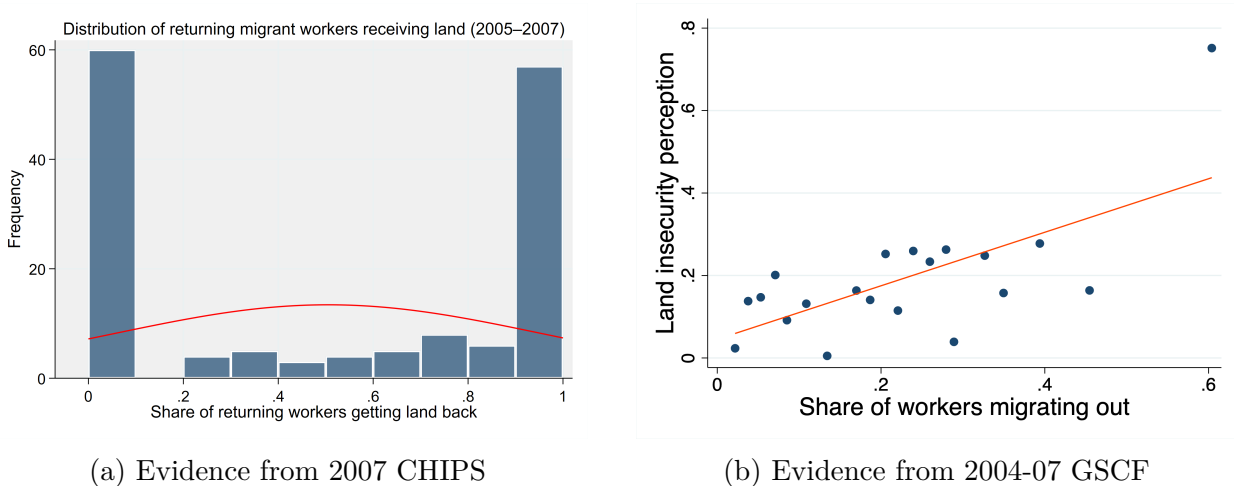 Distribution of returning migrant workers receiving land (2005–2007)
Frequency
60
40
20
0
0 .2 .4 .6 .8 1
Share of returning workers getting land back
(a) Evidence from 2007 CHIPS
Land insecurity perception
.8
.6
.4
.2
0
0 .2 .4 .6
Share of workers migrating out
(b) Evidence from 2004-07 GSCF